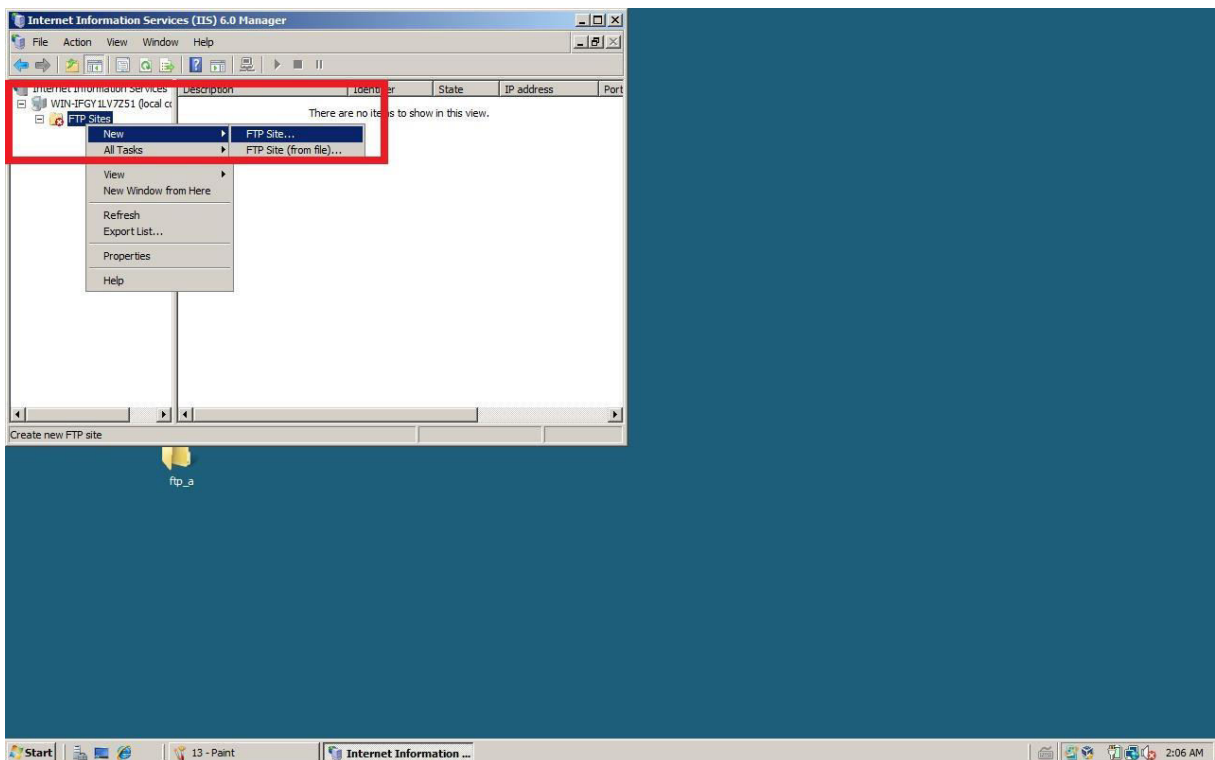 Internet Information Services (IIS) 6.0 Manager
File Action View Window Help
Internet Information Services
Description Identifier State IP address Port
WIN-IFGY1LV7Z51 (local co
There are no items to show in this view.
FTP Sites
New
FTP Site...
All Tasks
FTP Site (from file)...
View
New Window from Here
Refresh
Export List...
Properties
Help
Create new FTP site
ftp_a
Start
13 - Paint
Internet Information ...
2:06 AM